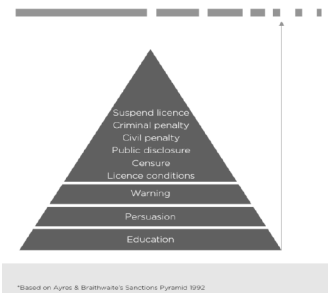 Suspend licence
Criminal penalty
Civil penalty
Public disclosure
Censure
Licence conditions
Warning
Persuasion
Education
*Based on Ayres & Braithwaite's Sanctions Pyramid 1992